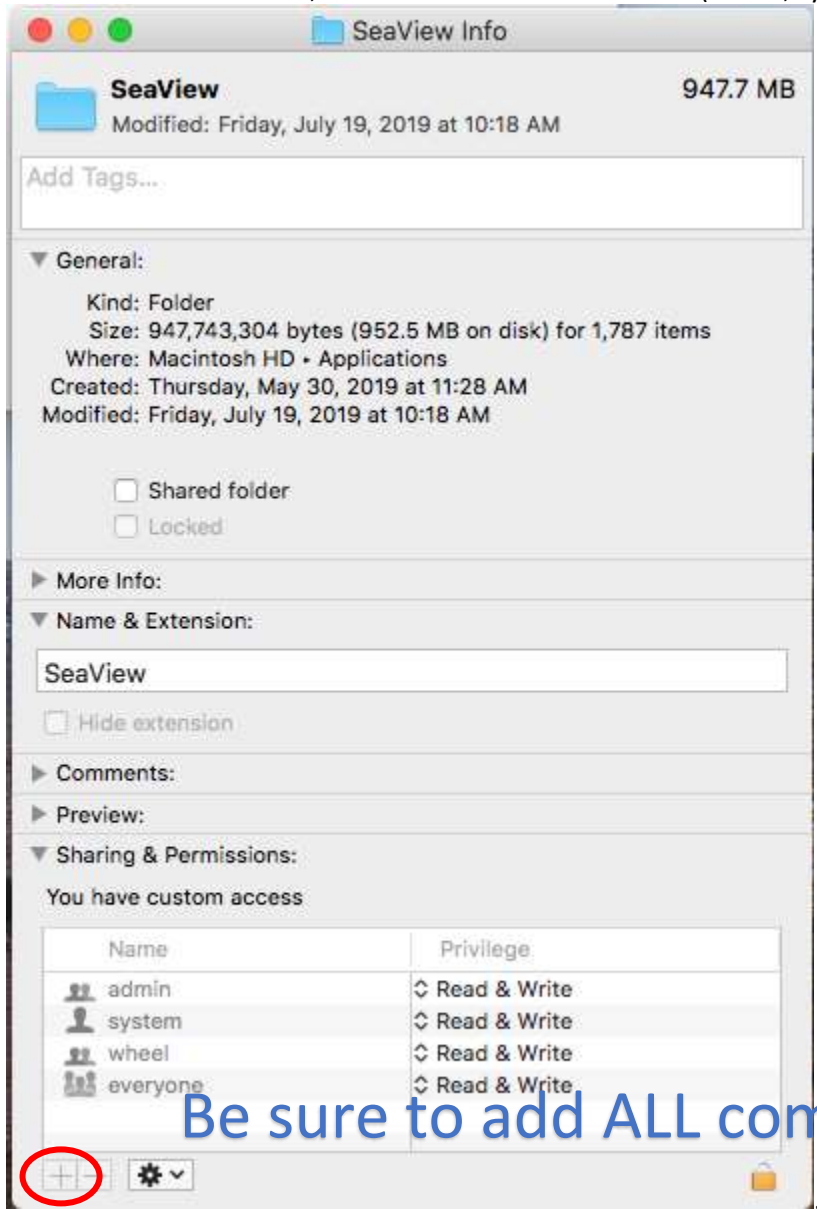 SeaView Info
SeaView 947.7 MB
Modified: Friday, July 19, 2019 at 10:18 AM
Add Tags...
General:
Kind: Folder
Size: 947,743,304 bytes (952.5 MB on disk) for 1,787 items
Where: Macintosh HD • Applications
Created: Thursday, May 30, 2019 at 11:28 AM
Modified: Friday, July 19, 2019 at 10:18 AM
Shared folder
Locked
More Info:
Name & Extension:
SeaView
Hide extension
Comments:
Preview:
Sharing & Permissions:
You have custom access
Name Privilege
admin Read & Write
system Read & Write
wheel Read & Write
everyone Read & Write
Be sure to add ALL